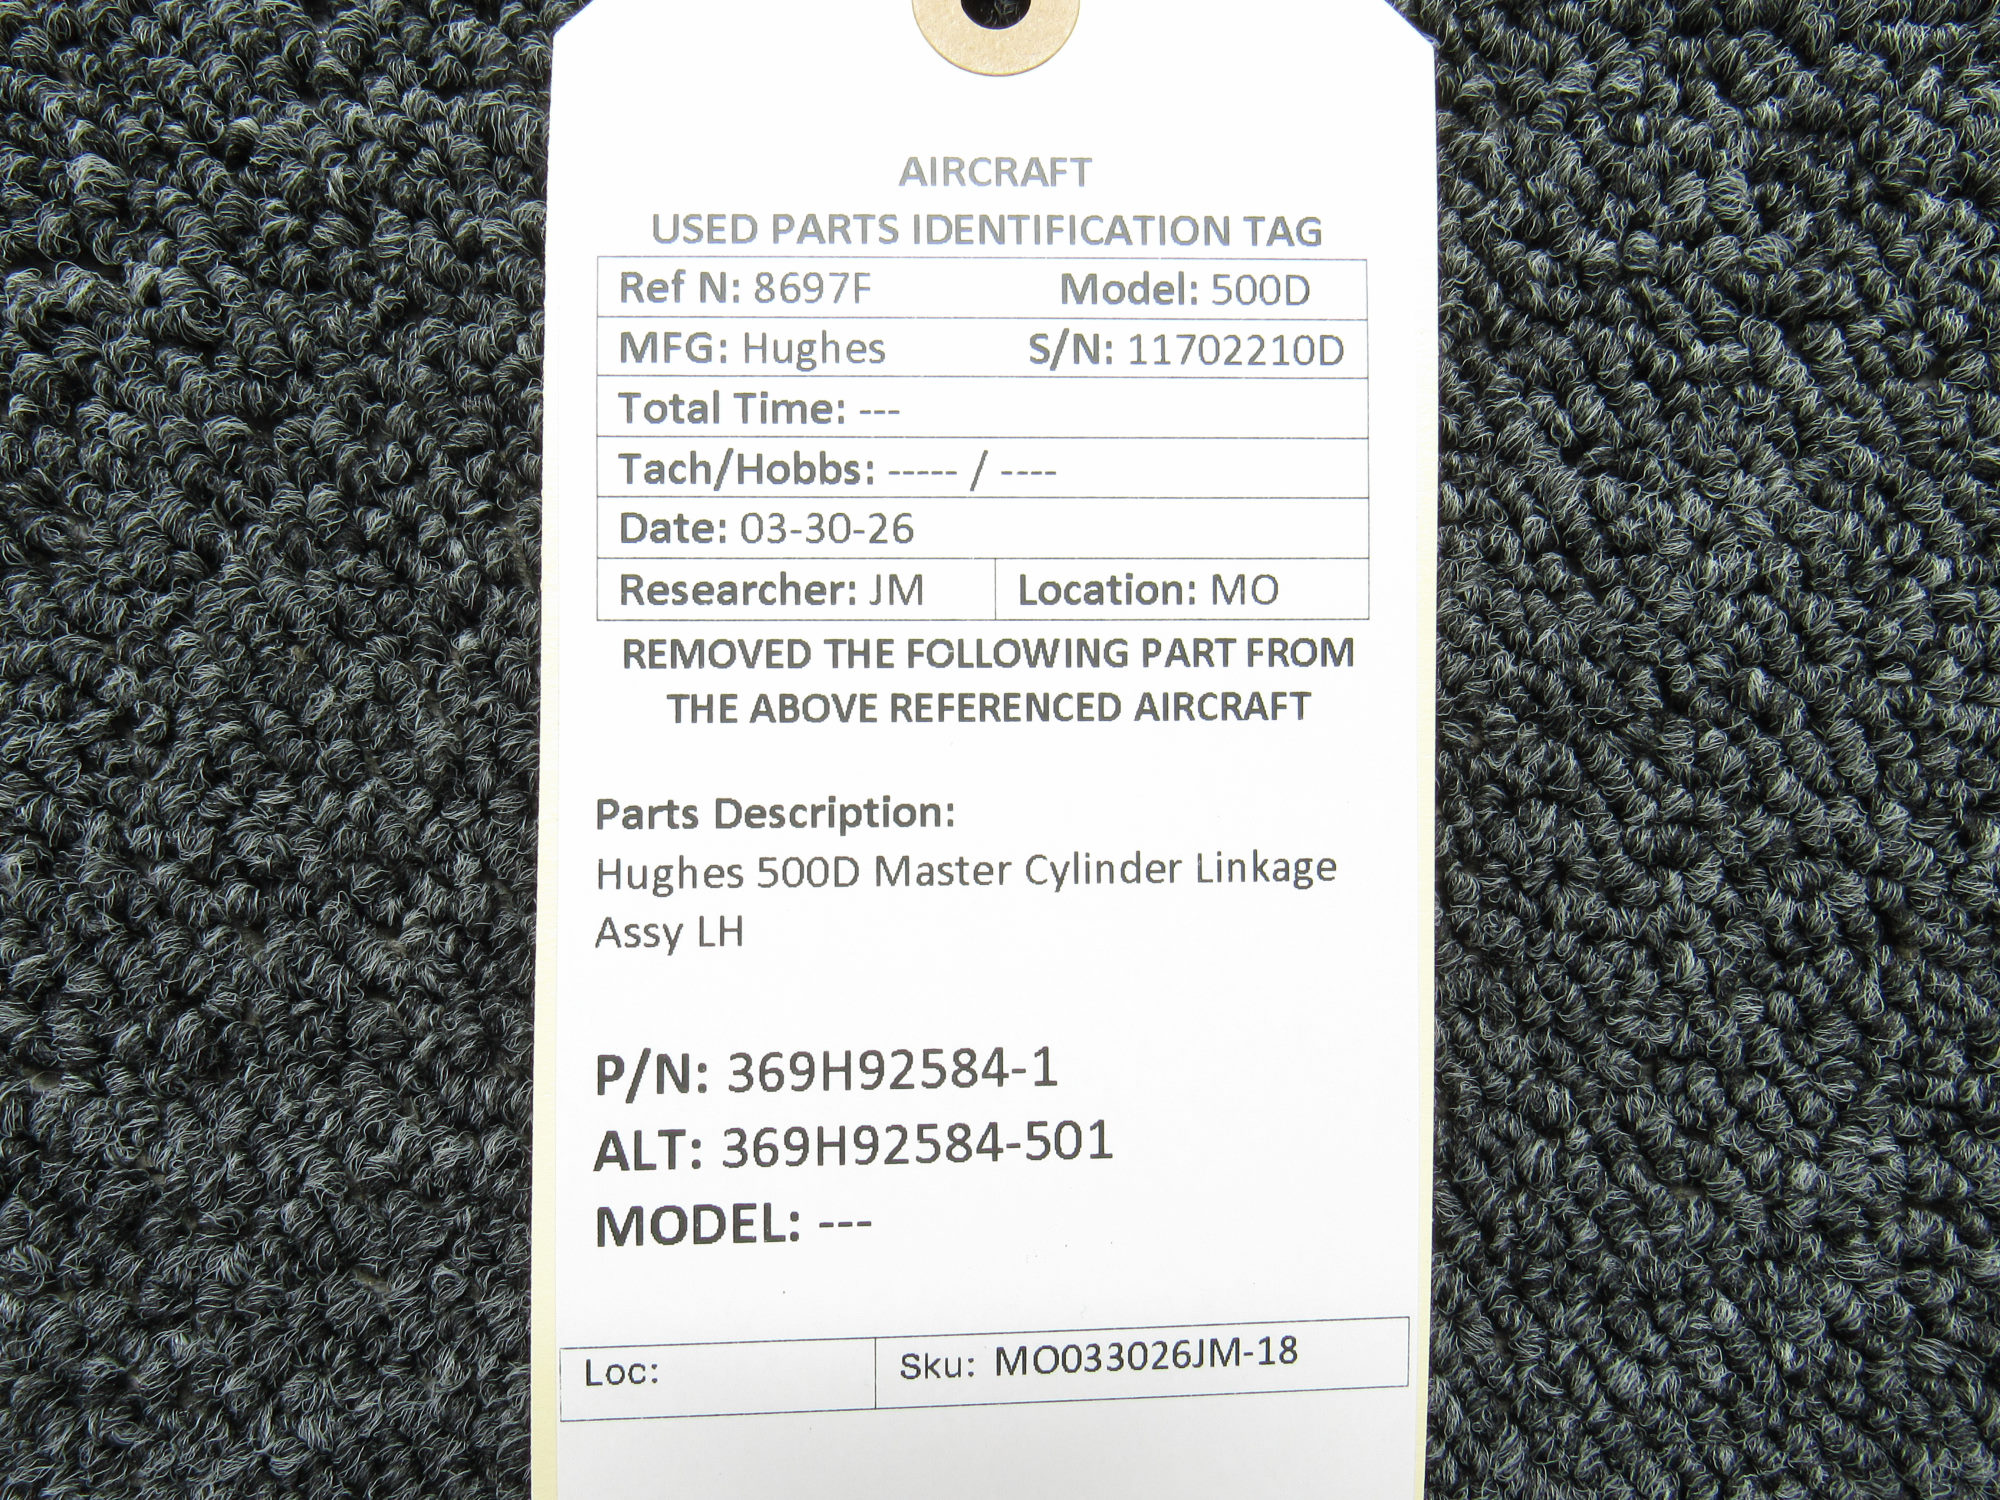 AIRCRAFT
USED PARTS IDENTIFICATION TAG
Ref N: 8697F Model: 500D
MFG: Hughes S/N: 11702210D
Total Time: ---
Tach/Hobbs: ----- / ----
Date: 03-30-26
Researcher: JM Location: MO
REMOVED THE FOLLOWING PART FROM
THE ABOVE REFERENCED AIRCRAFT
Parts Description:
Hughes 500D Master Cylinder Linkage
Assy LH
P/N: 369H92584-1
ALT: 369H92584-501
MODEL: ---
Loc: Sku: MO033026JM-18